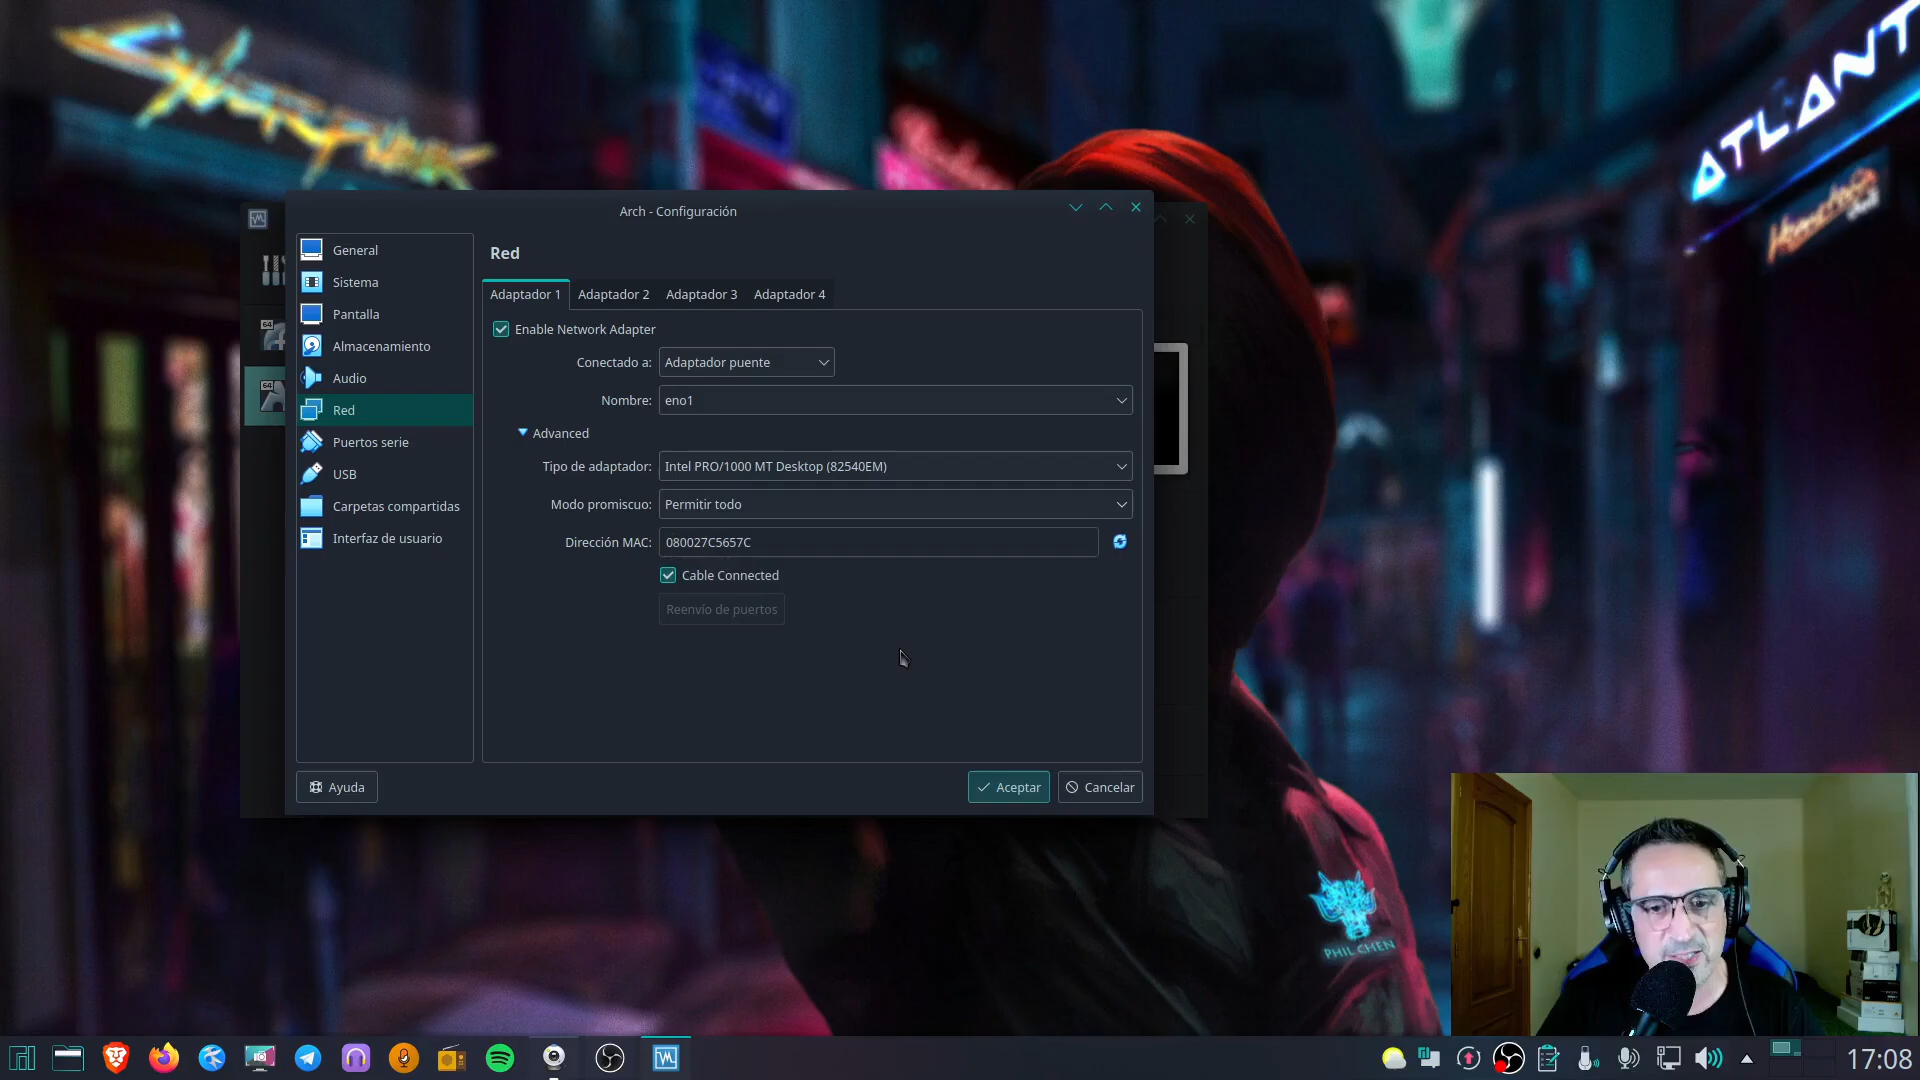 ATLANT
Arch - Configuración
General
Sistema
Pantalla
Almacenamiento
Audio
Red
Puertos serie
USB
Carpetas compartidas
Interfaz de usuario
Red
Adaptador 1
Adaptador 2
Adaptador 3
Adaptador 4
Enable Network Adapter
Conectado a:
Adaptador puente
Nombre:
eno1
Advanced
Tipo de adaptador:
Intel PRO/1000 MT Desktop (82540EM)
Modo promiscuo:
Permitir todo
Dirección MAC:
080027C5657C
Cable Connected
Reenvío de puertos
Ayuda
Aceptar
Cancelar
64
64
PHIL CHEN
17:08